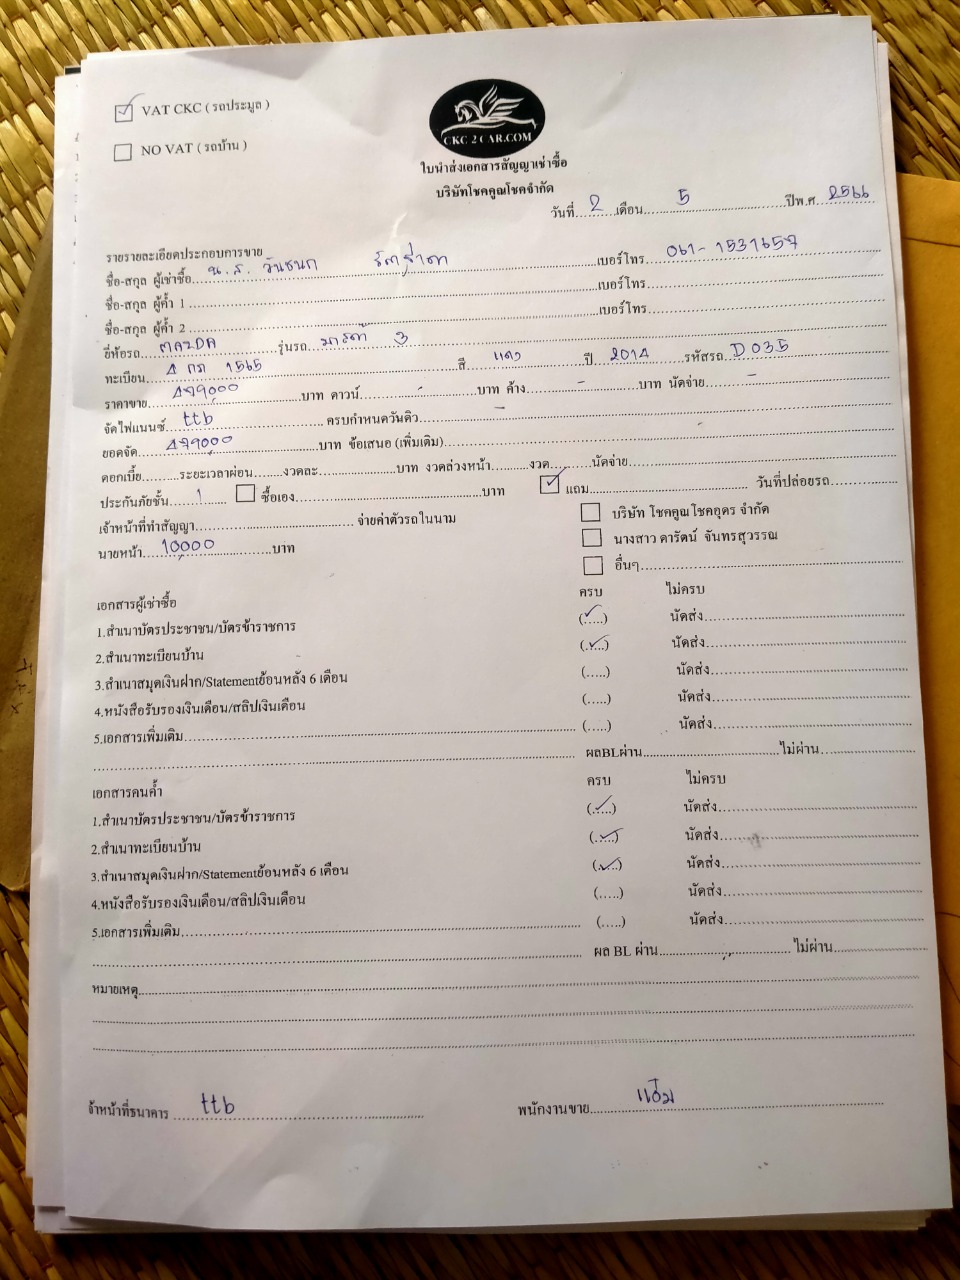 VAT CKC ( รถประมูล )
NO VAT ( รถบ้าน )
CKC 2 CAR.COM
ใบนำส่งเอกสารสัญญาเช่าซื้อ
บริษัทโชคคูณโชคจำกัด
วันที่ 2 เดือน 5 ปีพ.ศ 2566
รายรายละเอียดประกอบการขาย
ชื่อ-สกุล ผู้เช่าซื้อ น.ส. วันชนก เบอร์โทร 061-1531657
ชื่อ-สกุล ผู้ค้ำ 1 เบอร์โทร
ชื่อ-สกุล ผู้ค้ำ 2 เบอร์โทร
ยี่ห้อรถ MAZDA รุ่นรถ มาสด้า 3
ทะเบียน 4 กภ 1565 สี แดง ปี 2014 รหัสรถ D035
ราคาขาย 479000 บาท ดาวน์ - บาท ค้าง - บาท นัดจ่าย -
จัดไฟแนนซ์ ttb ครบกำหนดวันคิว -
ยอดจัด 479000 บาท ข้อเสนอ (เพิ่มเติม)
ดอกเบี้ย ระยะเวลาผ่อน งวดละ บาท งวดล่วงหน้า งวด นัดจ่าย
ประกันภัยชั้น 1 ซื้อเอง บาท แถม วันที่ปล่อยรถ
เจ้าหน้าที่ทำสัญญา จ่ายค่าตัวรถในนาม บริษัท โชคคูณโชคอุดร จำกัด
นายหน้า 10,000 บาท นางสาว ดารัตน์ จันทรสุวรรณ
อื่นๆ
เอกสารผู้เช่าซื้อ ครบ ไม่ครบ
1.สำเนาบัตรประชาชน/บัตรข้าราชการ (.....) นัดส่ง
2.สำเนาทะเบียนบ้าน (.....) นัดส่ง
3.สำเนาสมุดเงินฝาก/Statementย้อนหลัง 6 เดือน (.....) นัดส่ง
4.หนังสือรับรองเงินเดือน/สลิปเงินเดือน (.....) นัดส่ง
5.เอกสารเพิ่มเติม (.....) นัดส่ง
ผลBLผ่าน ไม่ผ่าน
เอกสารคนค้ำ ครบ ไม่ครบ
1.สำเนาบัตรประชาชน/บัตรข้าราชการ (.....) นัดส่ง
2.สำเนาทะเบียนบ้าน (.....) นัดส่ง
3.สำเนาสมุดเงินฝาก/Statementย้อนหลัง 6 เดือน (.....) นัดส่ง
4.หนังสือรับรองเงินเดือน/สลิปเงินเดือน (.....) นัดส่ง
5.เอกสารเพิ่มเติม (.....) นัดส่ง
ผล BL ผ่าน ไม่ผ่าน
หมายเหตุ
จ้าหน้าที่ธนาคาร ttb พนักงานขาย